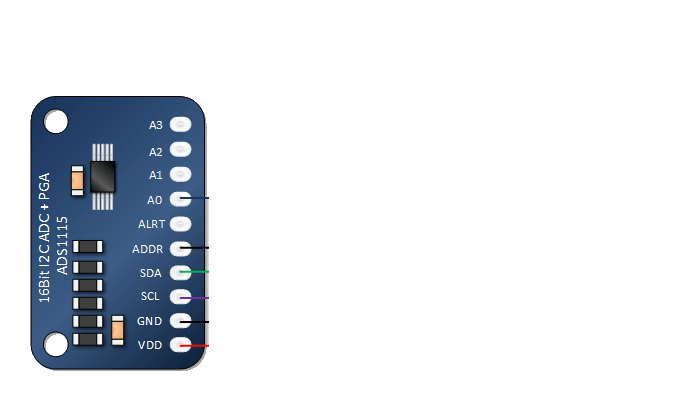 A3
A2
A1
A0
ALRT
ADDR
SDA
SCL
GND
VDD
16Bit I2C ADC + PGA
ADS1115